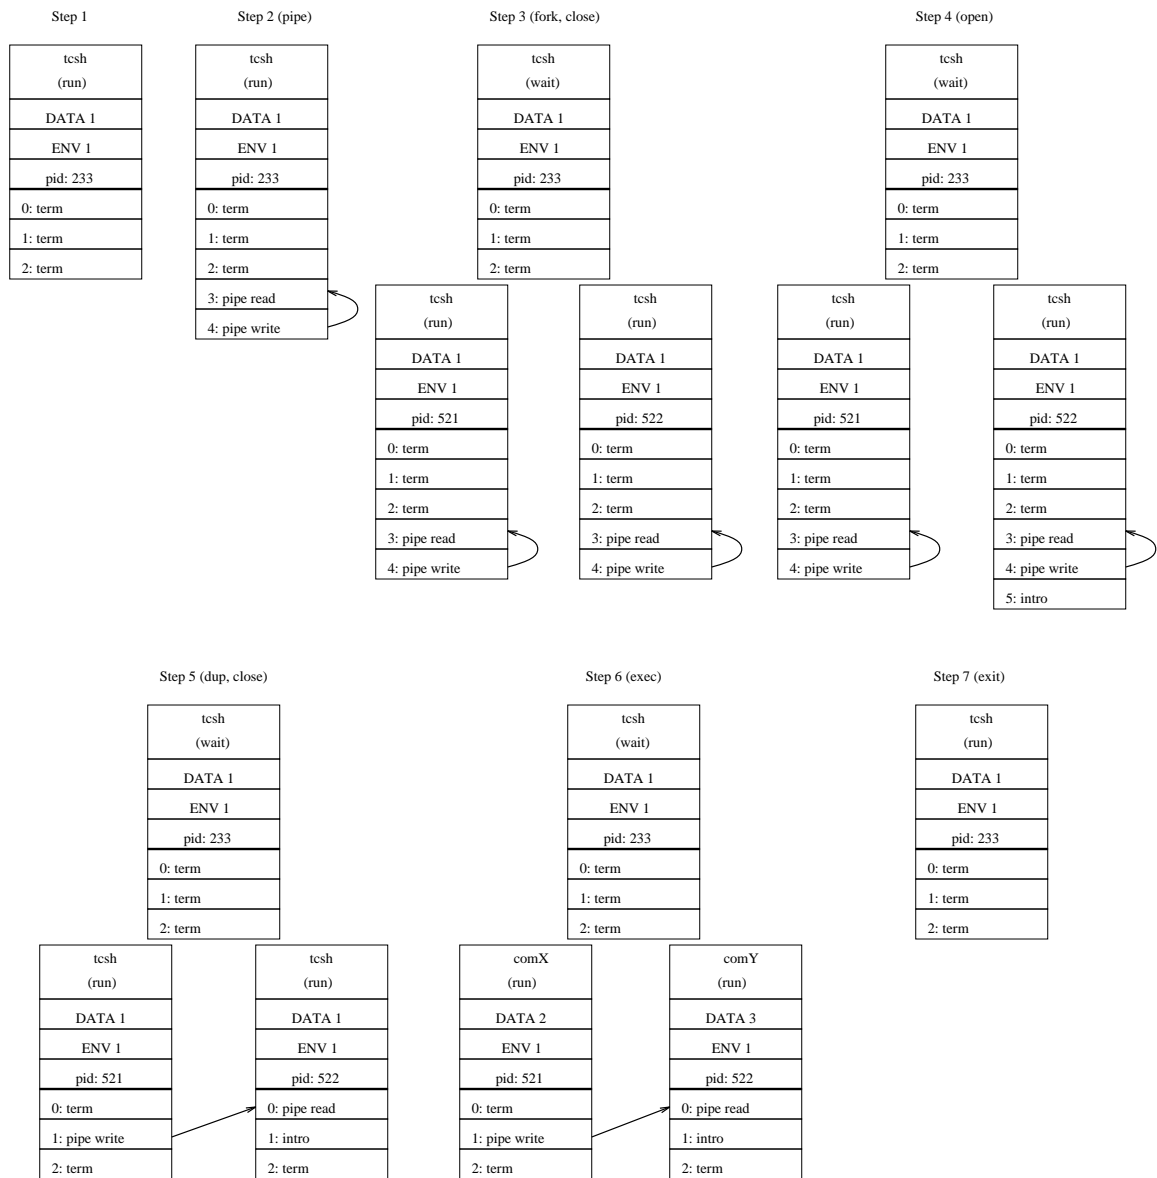 Step 1
tcsh
(run)
DATA 1
ENV 1
pid: 233
0: term
1: term
2: term
Step 2 (pipe)
tcsh
(run)
DATA 1
ENV 1
pid: 233
0: term
1: term
2: term
3: pipe read
4: pipe write
Step 3 (fork, close)
tcsh
(wait)
DATA 1
ENV 1
pid: 233
0: term
1: term
2: term
tcsh
(run)
DATA 1
ENV 1
pid: 521
0: term
1: term
2: term
3: pipe read
4: pipe write
tcsh
(run)
DATA 1
ENV 1
pid: 522
0: term
1: term
2: term
3: pipe read
4: pipe write
Step 4 (open)
tcsh
(wait)
DATA 1
ENV 1
pid: 233
0: term
1: term
2: term
tcsh
(run)
DATA 1
ENV 1
pid: 521
0: term
1: term
2: term
3: pipe read
4: pipe write
tcsh
(run)
DATA 1
ENV 1
pid: 522
0: term
1: term
2: term
3: pipe read
4: pipe write
5: intro
Step 5 (dup, close)
tcsh
(wait)
DATA 1
ENV 1
pid: 233
0: term
1: term
2: term
tcsh
(run)
DATA 1
ENV 1
pid: 521
0: term
1: pipe write
2: term
tcsh
(run)
DATA 1
ENV 1
pid: 522
0: pipe read
1: intro
2: term
Step 6 (exec)
tcsh
(wait)
DATA 1
ENV 1
pid: 233
0: term
1: term
2: term
comX
(run)
DATA 2
ENV 1
pid: 521
0: term
1: pipe write
2: term
comY
(run)
DATA 3
ENV 1
pid: 522
0: pipe read
1: intro
2: term
Step 7 (exit)
tcsh
(run)
DATA 1
ENV 1
pid: 233
0: term
1: term
2: term